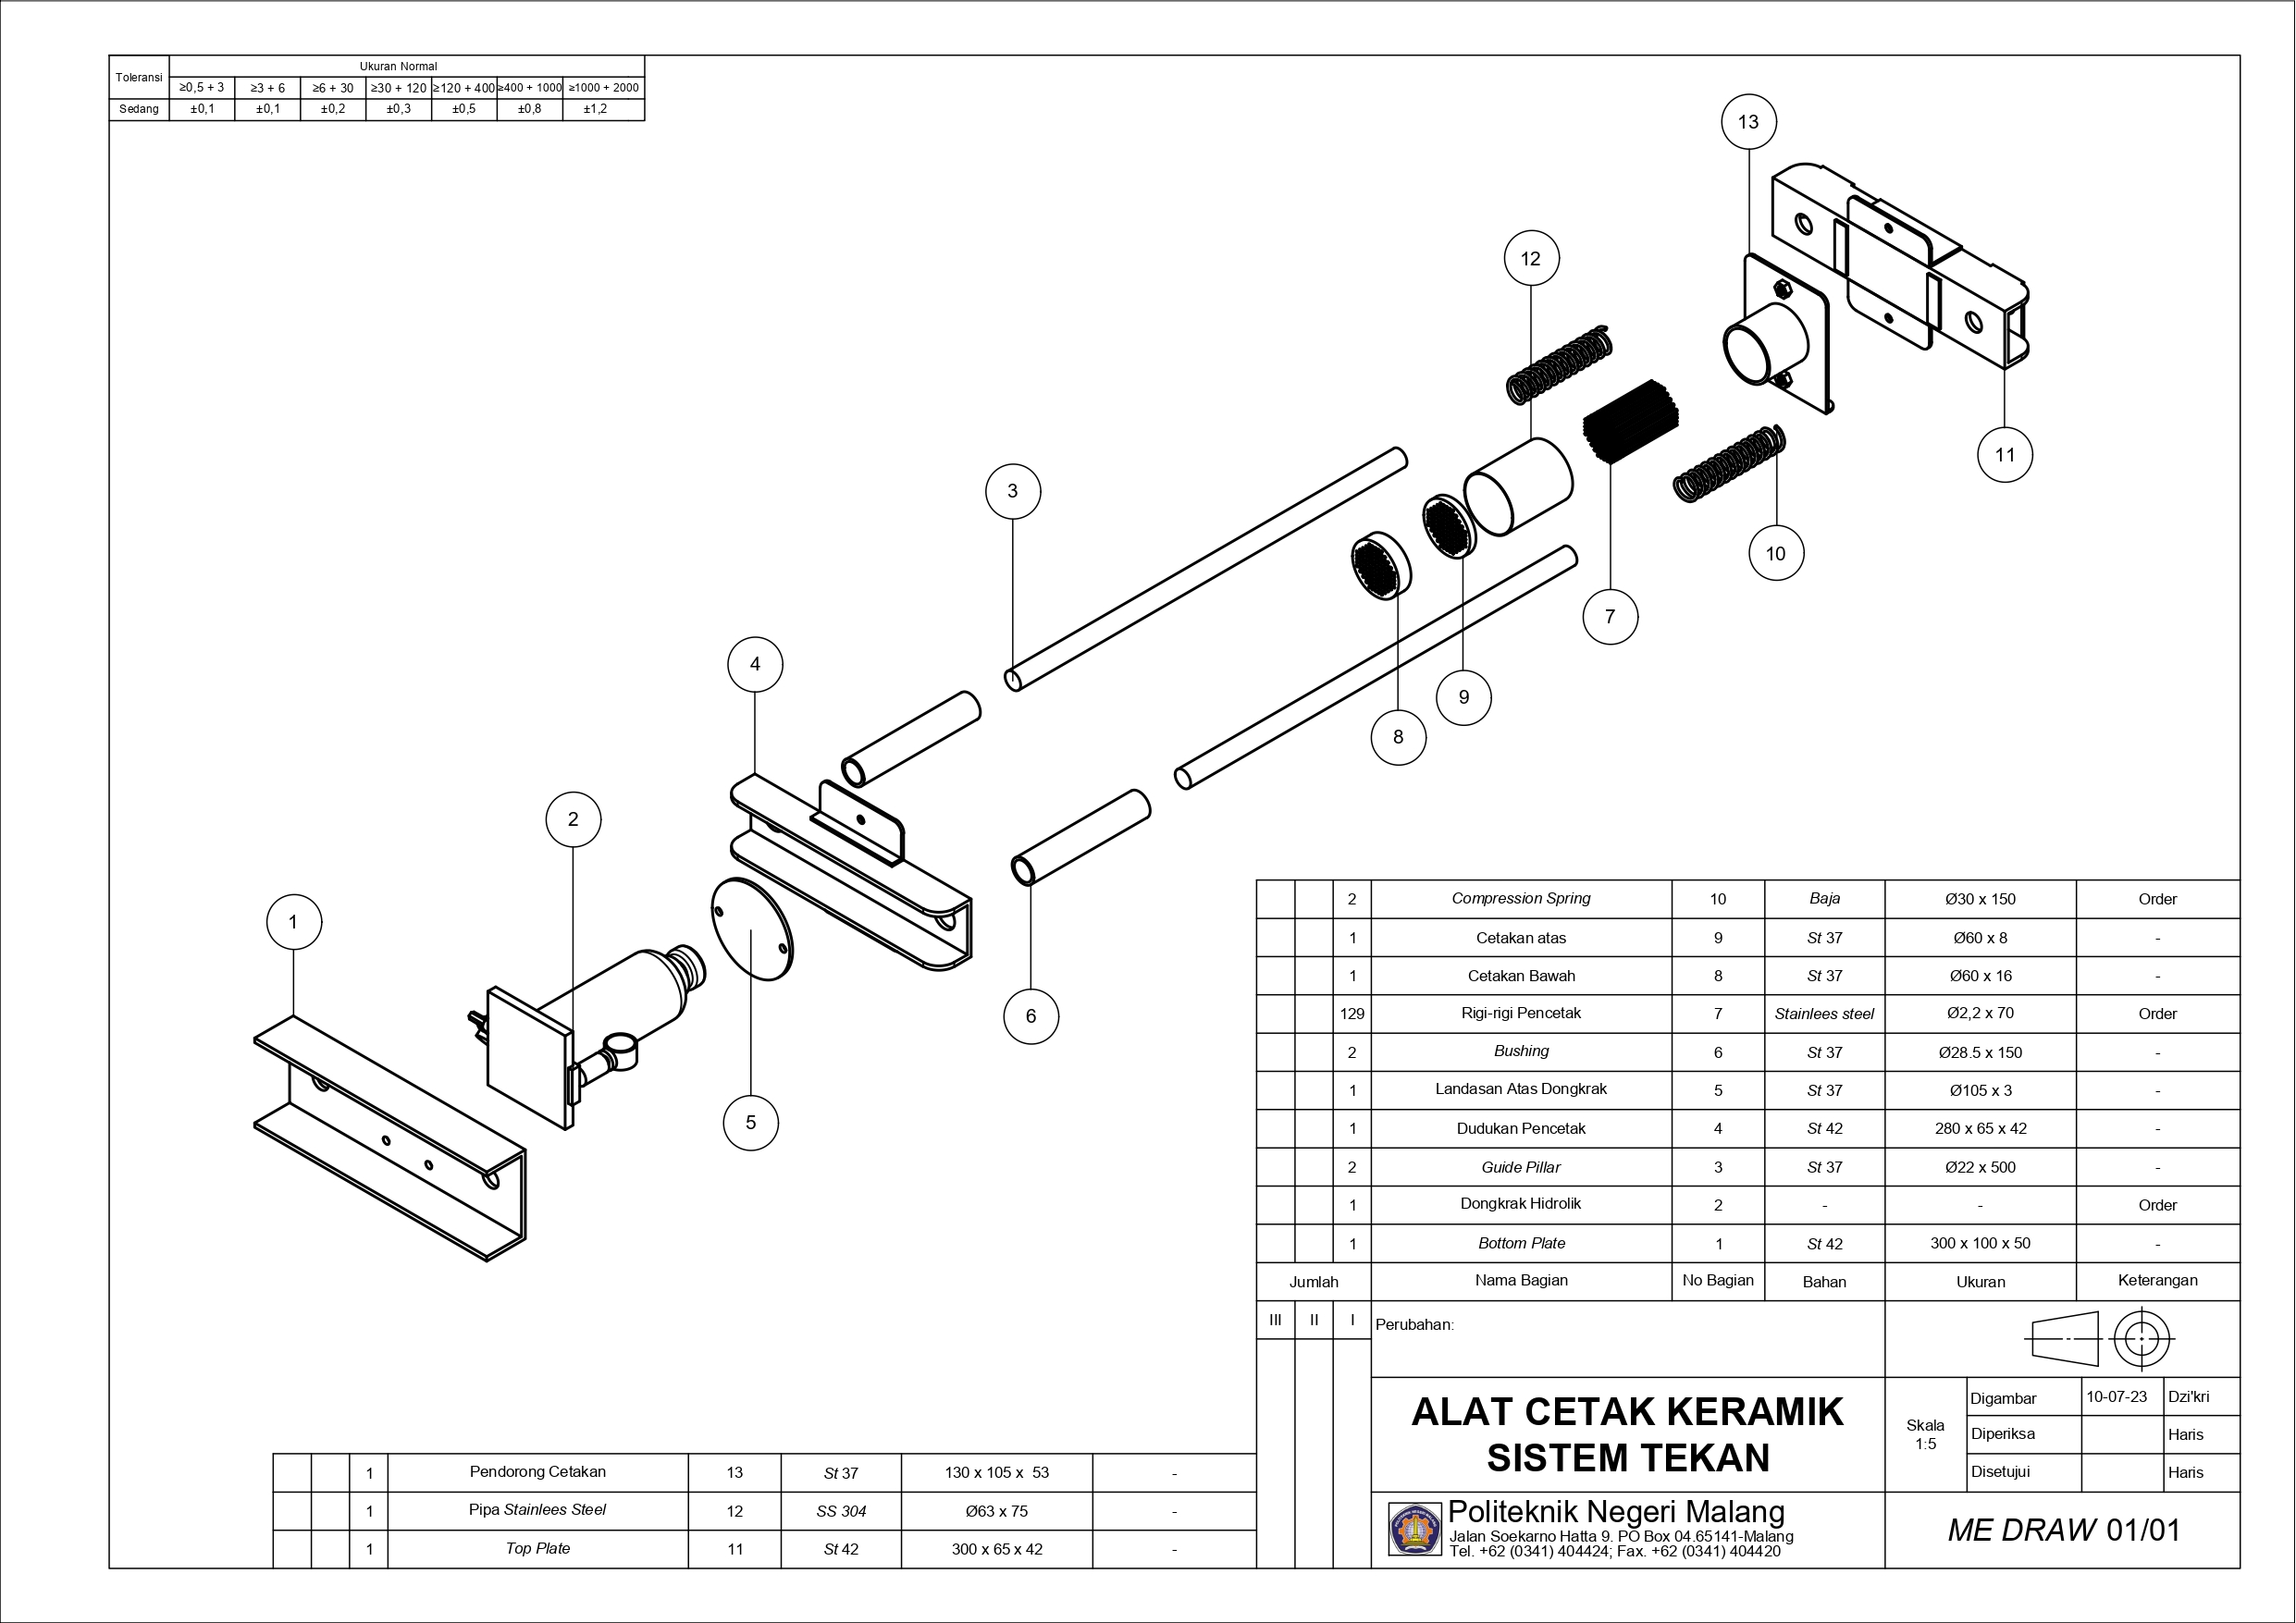 Toleransi Ukuran Normal
≥0,5 + 3 ≥3 + 6 ≥6 + 30 ≥30 + 120 ≥120 + 400 ≥400 + 1000 ≥1000 + 2000
Sedang ±0,1 ±0,1 ±0,2 ±0,3 ±0,5 ±0,8 ±1,2
13
12
11
3
10
7
4
9
8
2
1
6
5
2 Compression Spring 10 Baja Ø30 x 150 Order
1 Cetakan atas 9 St 37 Ø60 x 8 -
1 Cetakan Bawah 8 St 37 Ø60 x 16 -
129 Rigi-rigi Pencetak 7 Stainlees steel Ø2,2 x 70 Order
2 Bushing 6 St 37 Ø28.5 x 150 -
1 Landasan Atas Dongkrak 5 St 37 Ø105 x 3 -
1 Dudukan Pencetak 4 St 42 280 x 65 x 42 -
2 Guide Pillar 3 St 37 Ø22 x 500 -
1 Dongkrak Hidrolik 2 - - Order
1 Bottom Plate 1 St 42 300 x 100 x 50 -
Jumlah Nama Bagian No Bagian Bahan Ukuran Keterangan
III II I Perubahan:
ALAT CETAK KERAMIK
SISTEM TEKAN
Skala
1:5
Digambar 10-07-23 Dzi'kri
Diperiksa Haris
Disetujui Haris
1 Pendorong Cetakan 13 St 37 130 x 105 x 53 -
1 Pipa Stainlees Steel 12 SS 304 Ø63 x 75 -
1 Top Plate 11 St 42 300 x 65 x 42 -
Politeknik Negeri Malang
Jalan Soekarno Hatta 9. PO Box 04.65141-Malang
Tel. +62 (0341) 404424; Fax. +62 (0341) 404420
ME DRAW 01/01